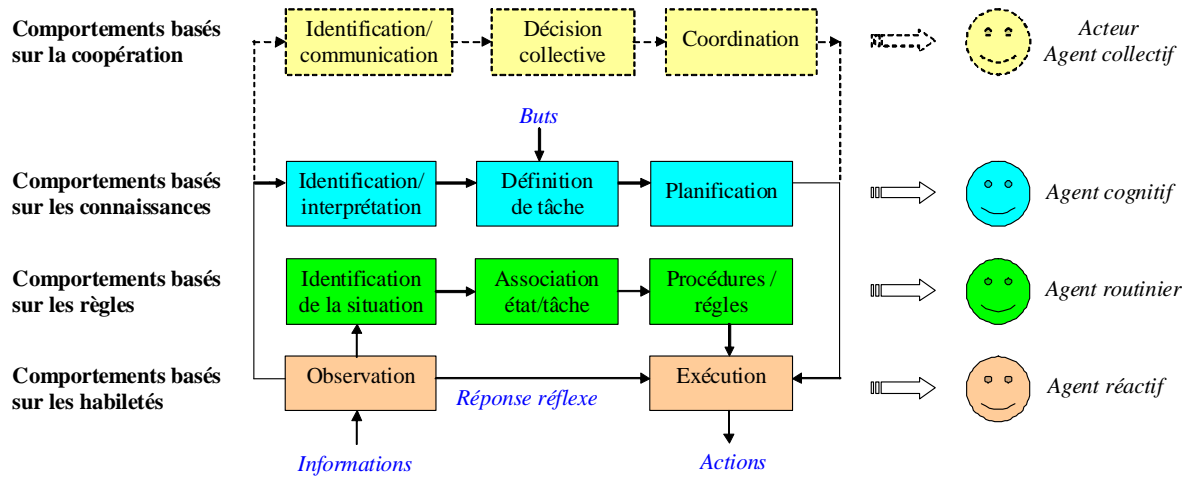 Comportements basés
sur la coopération
Identification/
communication
Décision
collective
Coordination
Acteur
Agent collectif
Buts
Comportements basés
sur les connaissances
Identification/
interprétation
Définition
de tâche
Planification
Agent cognitif
Comportements basés
sur les règles
Identification
de la situation
Association
état/tâche
Procédures /
régles
Agent routinier
Comportements basés
sur les habiletés
Observation
Réponse réflexe
Exécution
Agent réactif
Informations
Actions